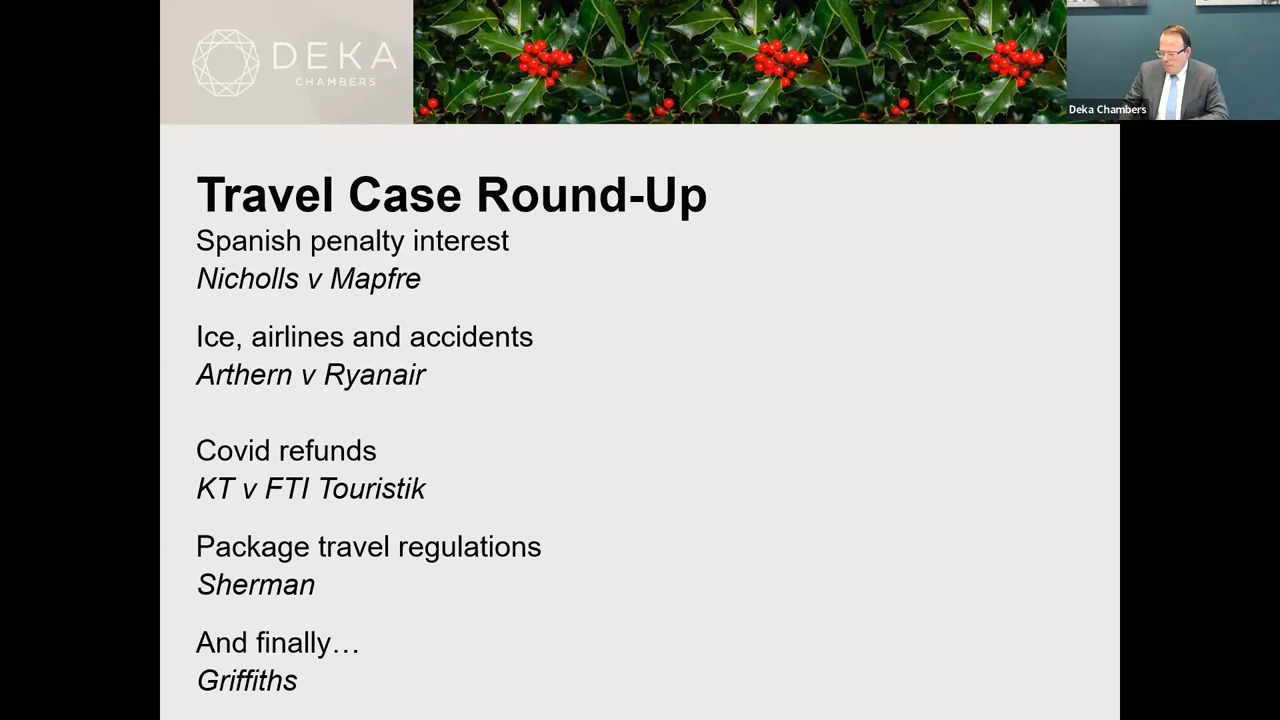 DEKA
CHAMBERS
Deka Chambers
Travel Case Round-Up
Spanish penalty interest
Nicholls v Mapfre
Ice, airlines and accidents
Arthern v Ryanair
Covid refunds
KT v FTI Touristik
Package travel regulations
Sherman
And finally…
Griffiths